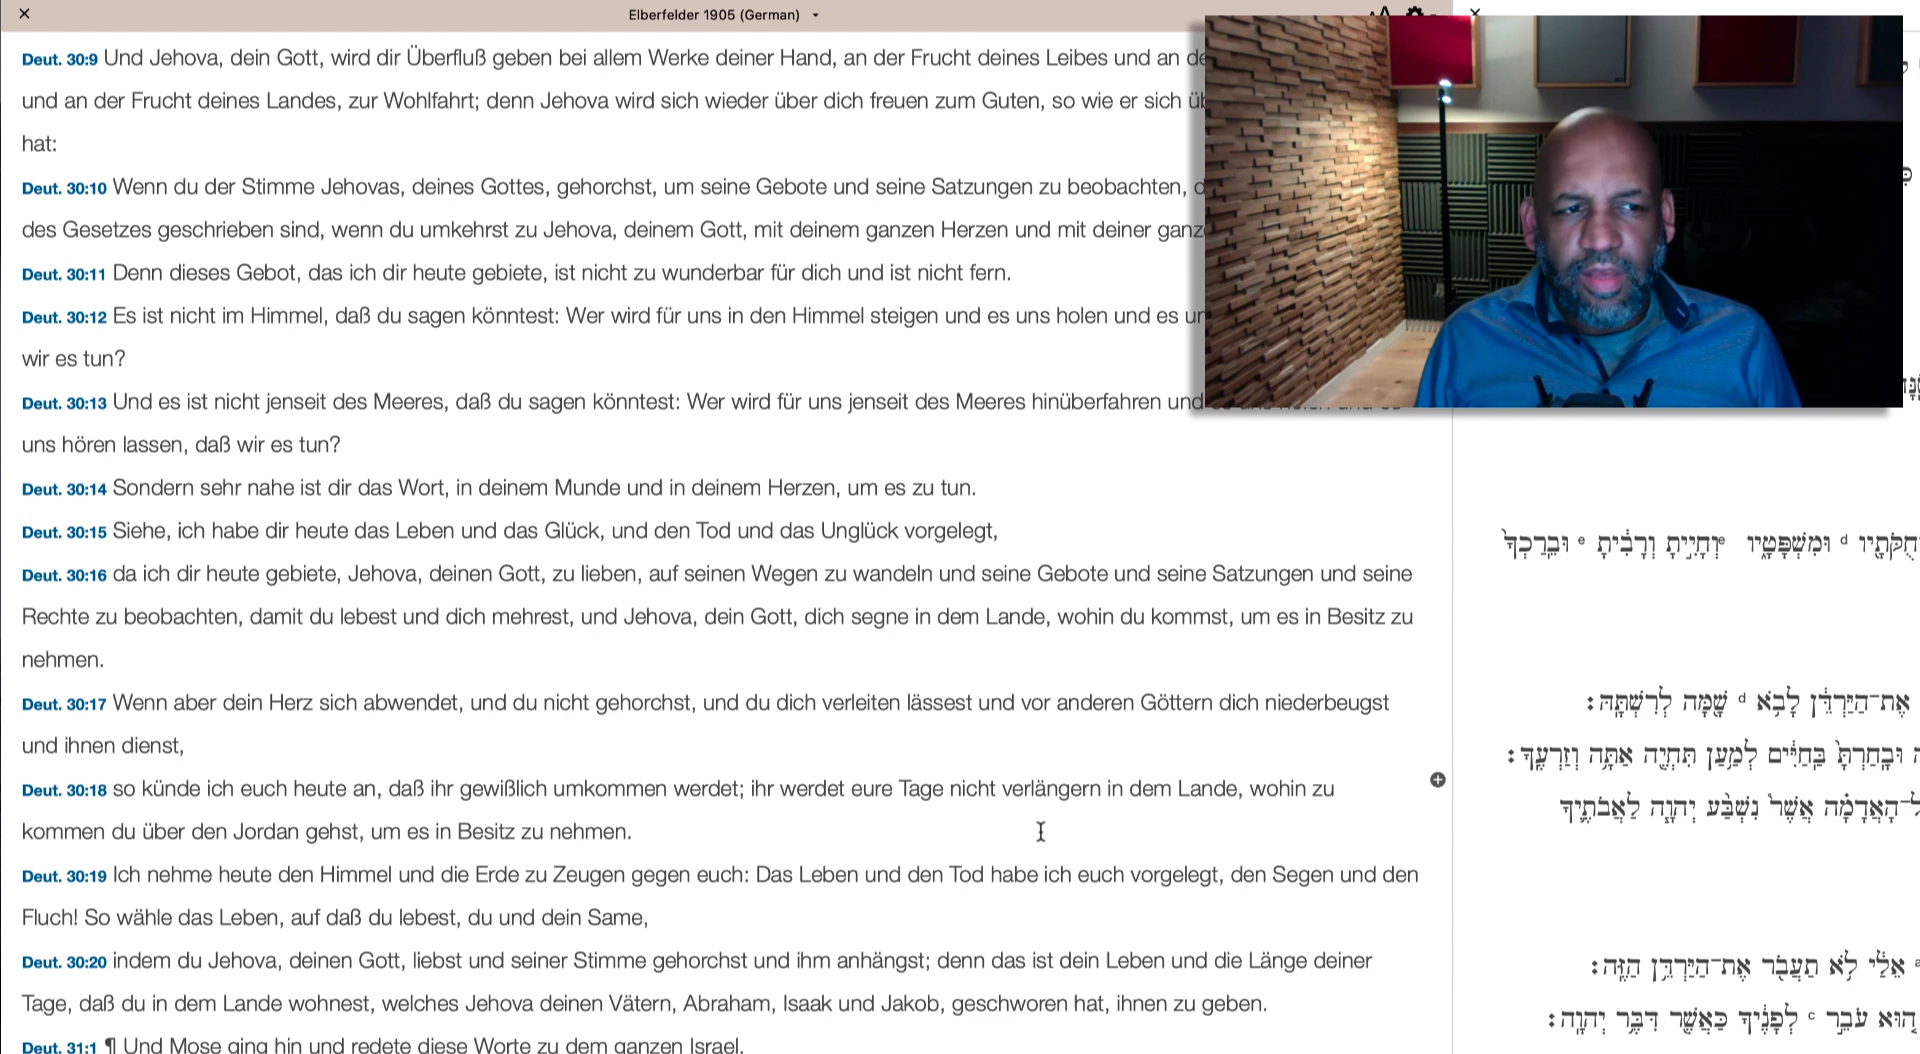 Elberfelder 1905 (German)
Deut. 30:9 Und Jehova, dein Gott, wird dir Überfluß geben bei allem Werke deiner Hand, an der Frucht deines Leibes und an
und an der Frucht deines Landes, zur Wohlfahrt; denn Jehova wird sich wieder über dich freuen zum Guten, so wie er sich
hat:
Deut. 30:10 Wenn du der Stimme Jehovas, deines Gottes, gehorchst, um seine Gebote und seine Satzungen zu beobachten,
des Gesetzes geschrieben sind, wenn du umkehrst zu Jehova, deinem Gott, mit deinem ganzen Herzen und mit deiner
Deut. 30:11 Denn dieses Gebot, das ich dir heute gebiete, ist nicht zu wunderbar für dich und ist nicht fern.
Deut. 30:12 Es ist nicht im Himmel, daß du sagen könntest: Wer wird für uns in den Himmel steigen und es uns holen und es
wir es tun?
Deut. 30:13 Und es ist nicht jenseit des Meeres, daß du sagen könntest: Wer wird für uns jenseit des Meeres hinüberfahren und
uns hören lassen, daß wir es tun?
Deut. 30:14 Sondern sehr nahe ist dir das Wort, in deinem Munde und in deinem Herzen, um es zu tun.
Deut. 30:15 Siehe, ich habe dir heute das Leben und das Glück, und den Tod und das Unglück vorgelegt,
Deut. 30:16 da ich dir heute gebiete, Jehova, deinen Gott, zu lieben, auf seinen Wegen zu wandeln und seine Gebote und seine Satzungen und seine
Rechte zu beobachten, damit du lebest und dich mehrest, und Jehova, dein Gott, dich segne in dem Lande, wohin du kommst, um es in Besitz zu
nehmen.
Deut. 30:17 Wenn aber dein Herz sich abwendet, und du nicht gehorchst, und du dich verleiten lässest und vor anderen Göttern dich niederbeugst
und ihnen dienst,
Deut. 30:18 so künde ich euch heute an, daß ihr gewißlich umkommen werdet; ihr werdet eure Tage nicht verlängern in dem Lande, wohin zu
kommen du über den Jordan gehst, um es in Besitz zu nehmen.
Deut. 30:19 Ich nehme heute den Himmel und die Erde zu Zeugen gegen euch: Das Leben und den Tod habe ich euch vorgelegt, den Segen und den
Fluch! So wähle das Leben, auf daß du lebest, du und dein Same,
Deut. 30:20 indem du Jehova, deinen Gott, liebst und seiner Stimme gehorchst und ihm anhängst; denn das ist dein Leben und die Länge deiner
Tage, daß du in dem Lande wohnest, welches Jehova deinen Vätern, Abraham, Isaak und Jakob, geschworen hat, ihnen zu geben.
Deut. 31:1 ¶ Und Mose ging hin und redete diese Worte zu dem ganzen Israel.
וּמִשְׁפָּטָ֑יו ᵈ ᵉוְחָיִ֣יתָ וְרָבִ֔יתָ ᵉ וּבֵֽרַכְךָ֙
אֶת־הַיַּרְדֵּ֔ן לָבֹ֥א ᵈ שָׁ֖מָּה לְרִשְׁתָּֽהּ׃
וּבָֽחַרְתָּ֙ בַּֽחַיִּ֔ים לְמַ֥עַן תִּחְיֶ֖ה אַתָּ֥ה וְזַרְעֶֽךָ׃
הָאֲדָמָ֗ה אֲשֶׁר֩ נִשְׁבַּ֨ע יְהוָ֧ה לַאֲבֹתֶ֛יךָ
אֵלַ֔י לֹ֥א תַעֲבֹ֖ר אֶת־הַיַּרְדֵּ֥ן הַזֶּֽה׃
ה֚וּא עֹבֵ֣ר ᶜ לְפָנֶ֔יךָ כַּאֲשֶׁ֖ר דִּבֶּ֥ר יְהוָֽה׃